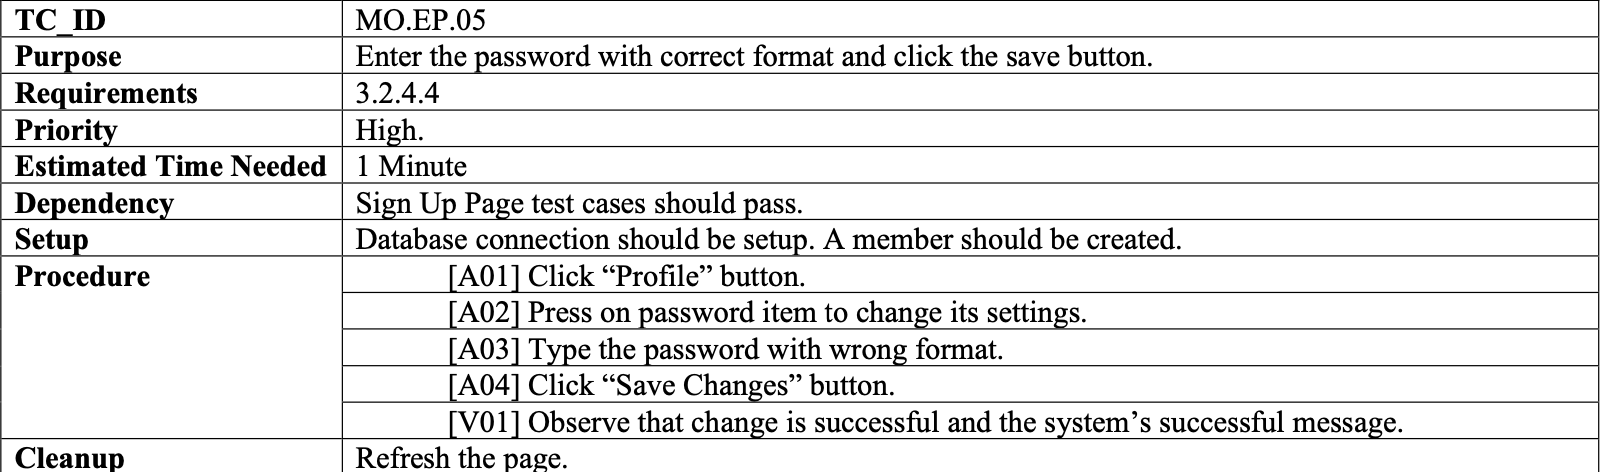 TC_ID MO.EP.05
Purpose Enter the password with correct format and click the save button.
Requirements 3.2.4.4
Priority High.
Estimated Time Needed 1 Minute
Dependency Sign Up Page test cases should pass.
Setup Database connection should be setup. A member should be created.
Procedure [A01] Click “Profile” button.
[A02] Press on password item to change its settings.
[A03] Type the password with wrong format.
[A04] Click “Save Changes” button.
[V01] Observe that change is successful and the system’s successful message.
Cleanup Refresh the page.